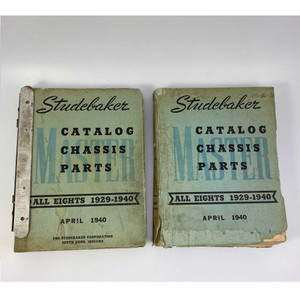 Studebaker
MASTER
CATALOG
CHASSIS
PARTS
ALL EIGHTS 1929-1940
APRIL 1940
THE STUDEBAKER CORPORATION
SOUTH BEND, INDIANA
Studebaker
MASTER
CATALOG
CHASSIS
PARTS
ALL EIGHTS 1929-1940
APRIL 1940